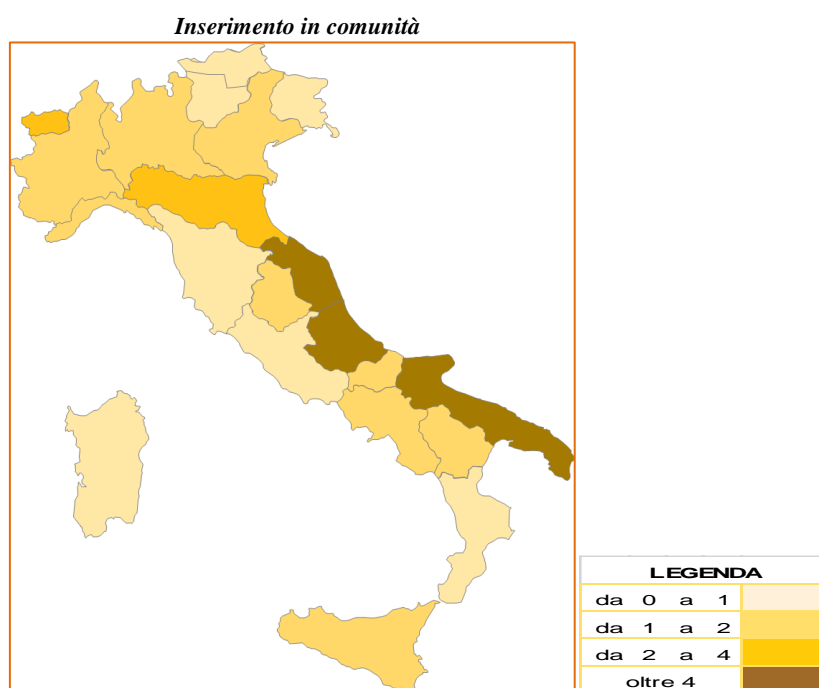 Inserimento in comunità
LEGENDA
da 0 a 1
da 1 a 2
da 2 a 4
oltre 4